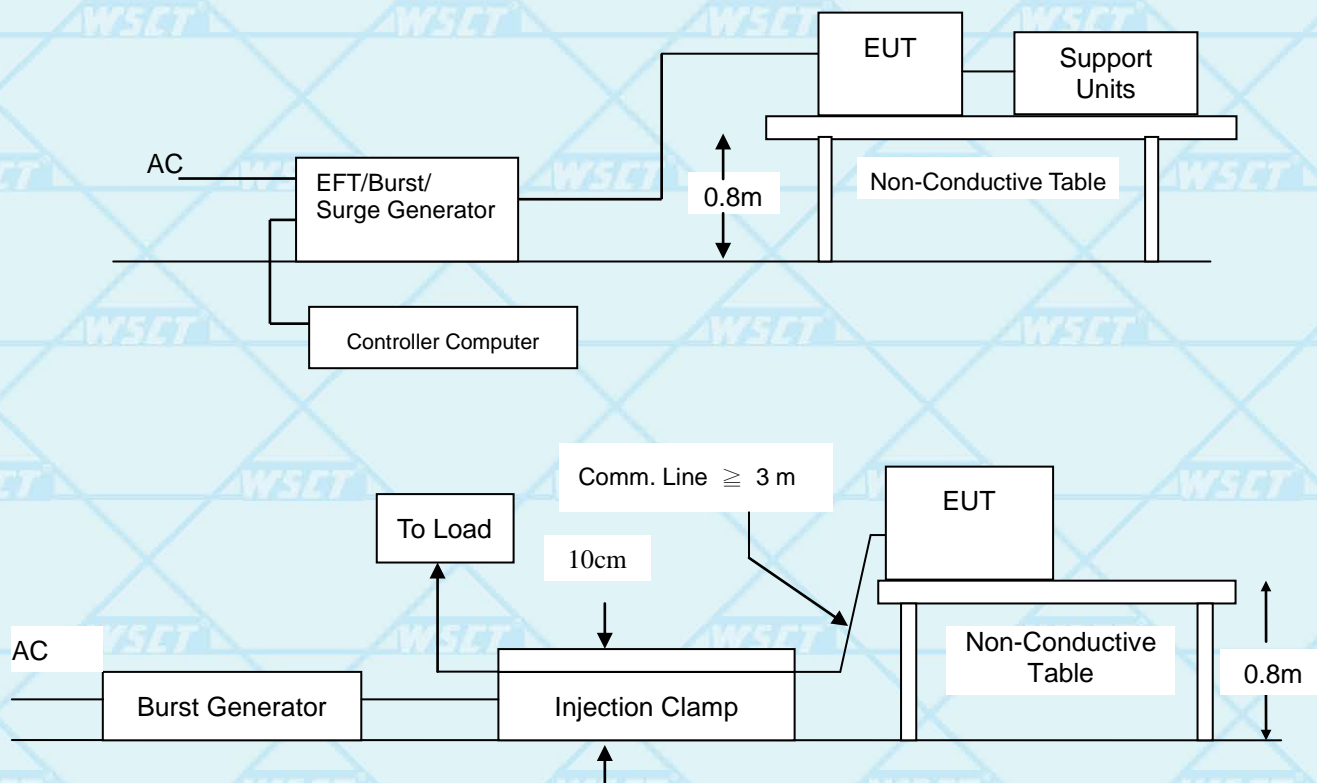 EUT
Support
Units
AC
EFT/Burst/
Surge Generator
0.8m
Non-Conductive Table
Controller Computer
Comm. Line ≧ 3 m
EUT
To Load
10cm
AC
Burst Generator
Injection Clamp
Non-Conductive
Table
0.8m
WSCT